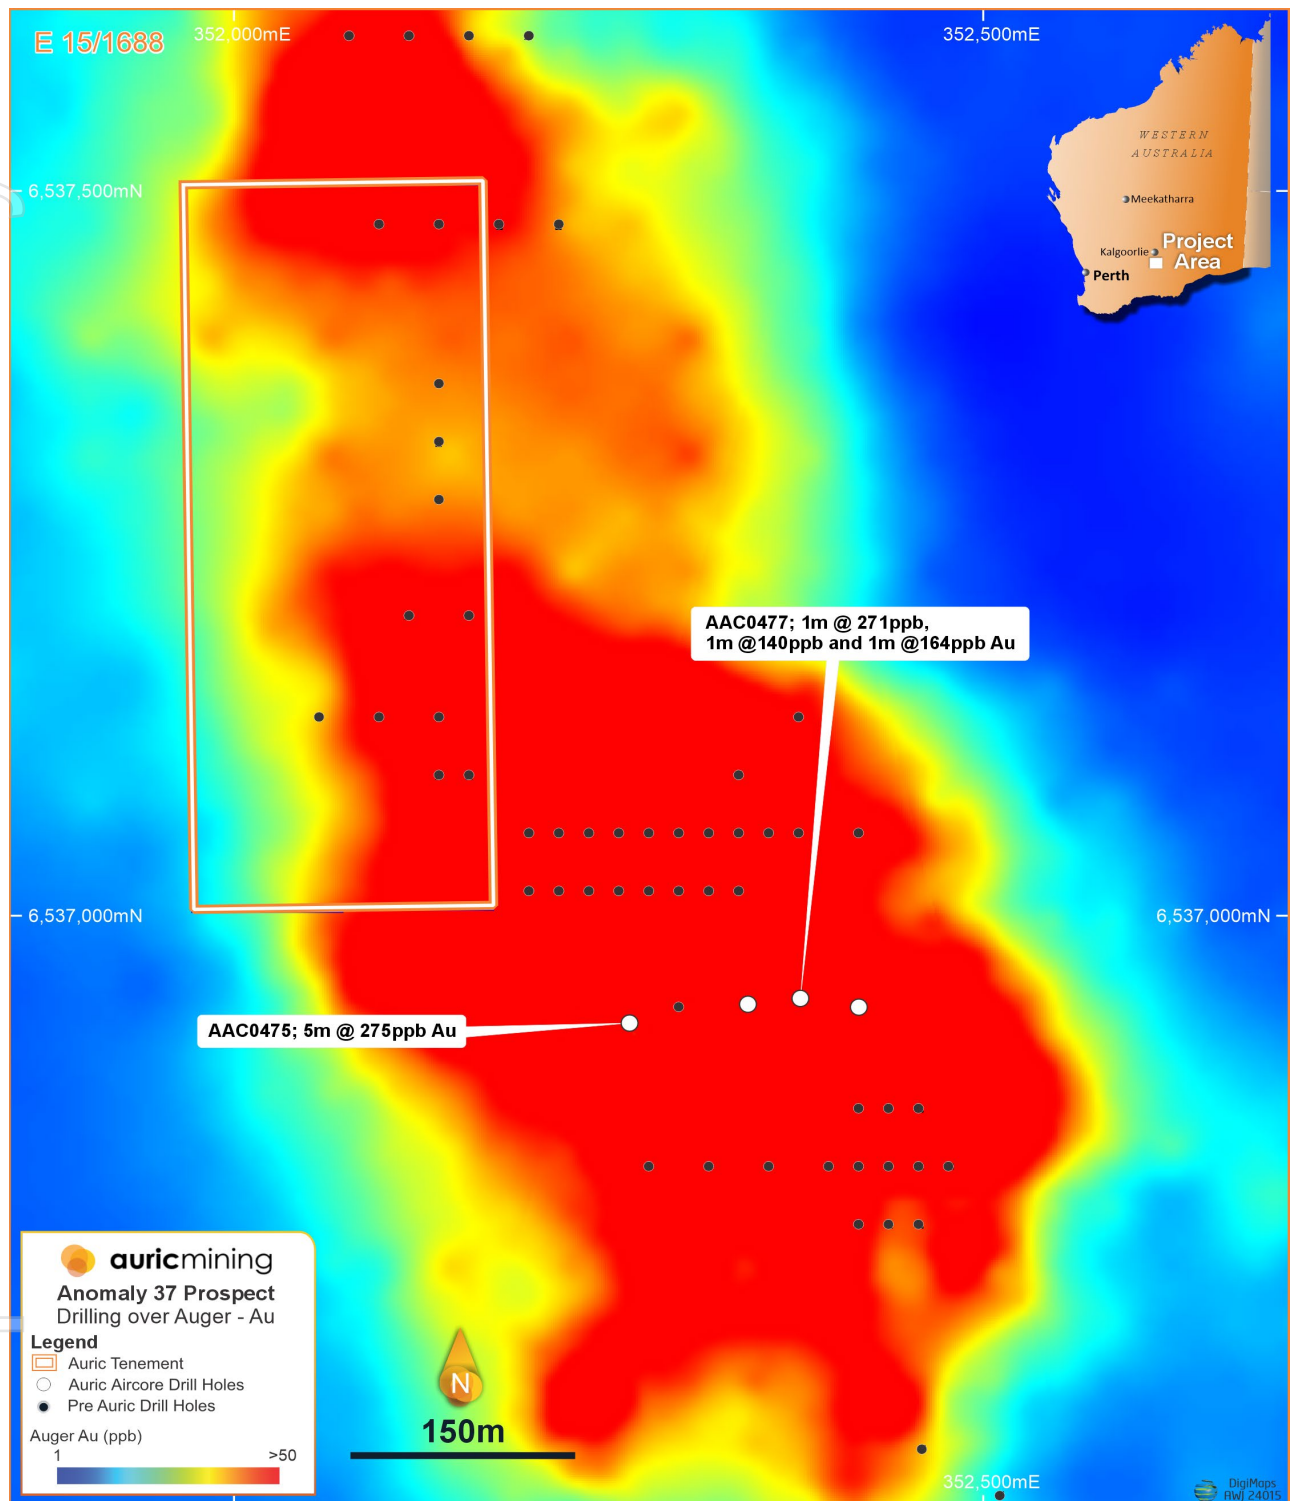 E 15/1688
352,000mE
352,500mE
WESTERN
AUSTRALIA
6,537,500mN
Meekatharra
Kalgoorlie
Project
Area
Perth
AAC0477; 1m @ 271ppb,
1m @140ppb and 1m @164ppb Au
6,537,000mN
6,537,000mN
AAC0475; 5m @ 275ppb Au
auricmining
Anomaly 37 Prospect
Drilling over Auger - Au
Legend
Auric Tenement
Auric Aircore Drill Holes
Pre Auric Drill Holes
Auger Au (ppb)
1
>50
N
150m
352,500mE
DigiMaps
AWJ 24015